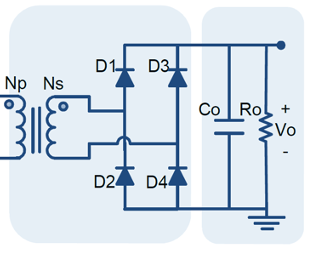 D1 D3
Np Ns
Co Ro +
Vo
-
D2 D4